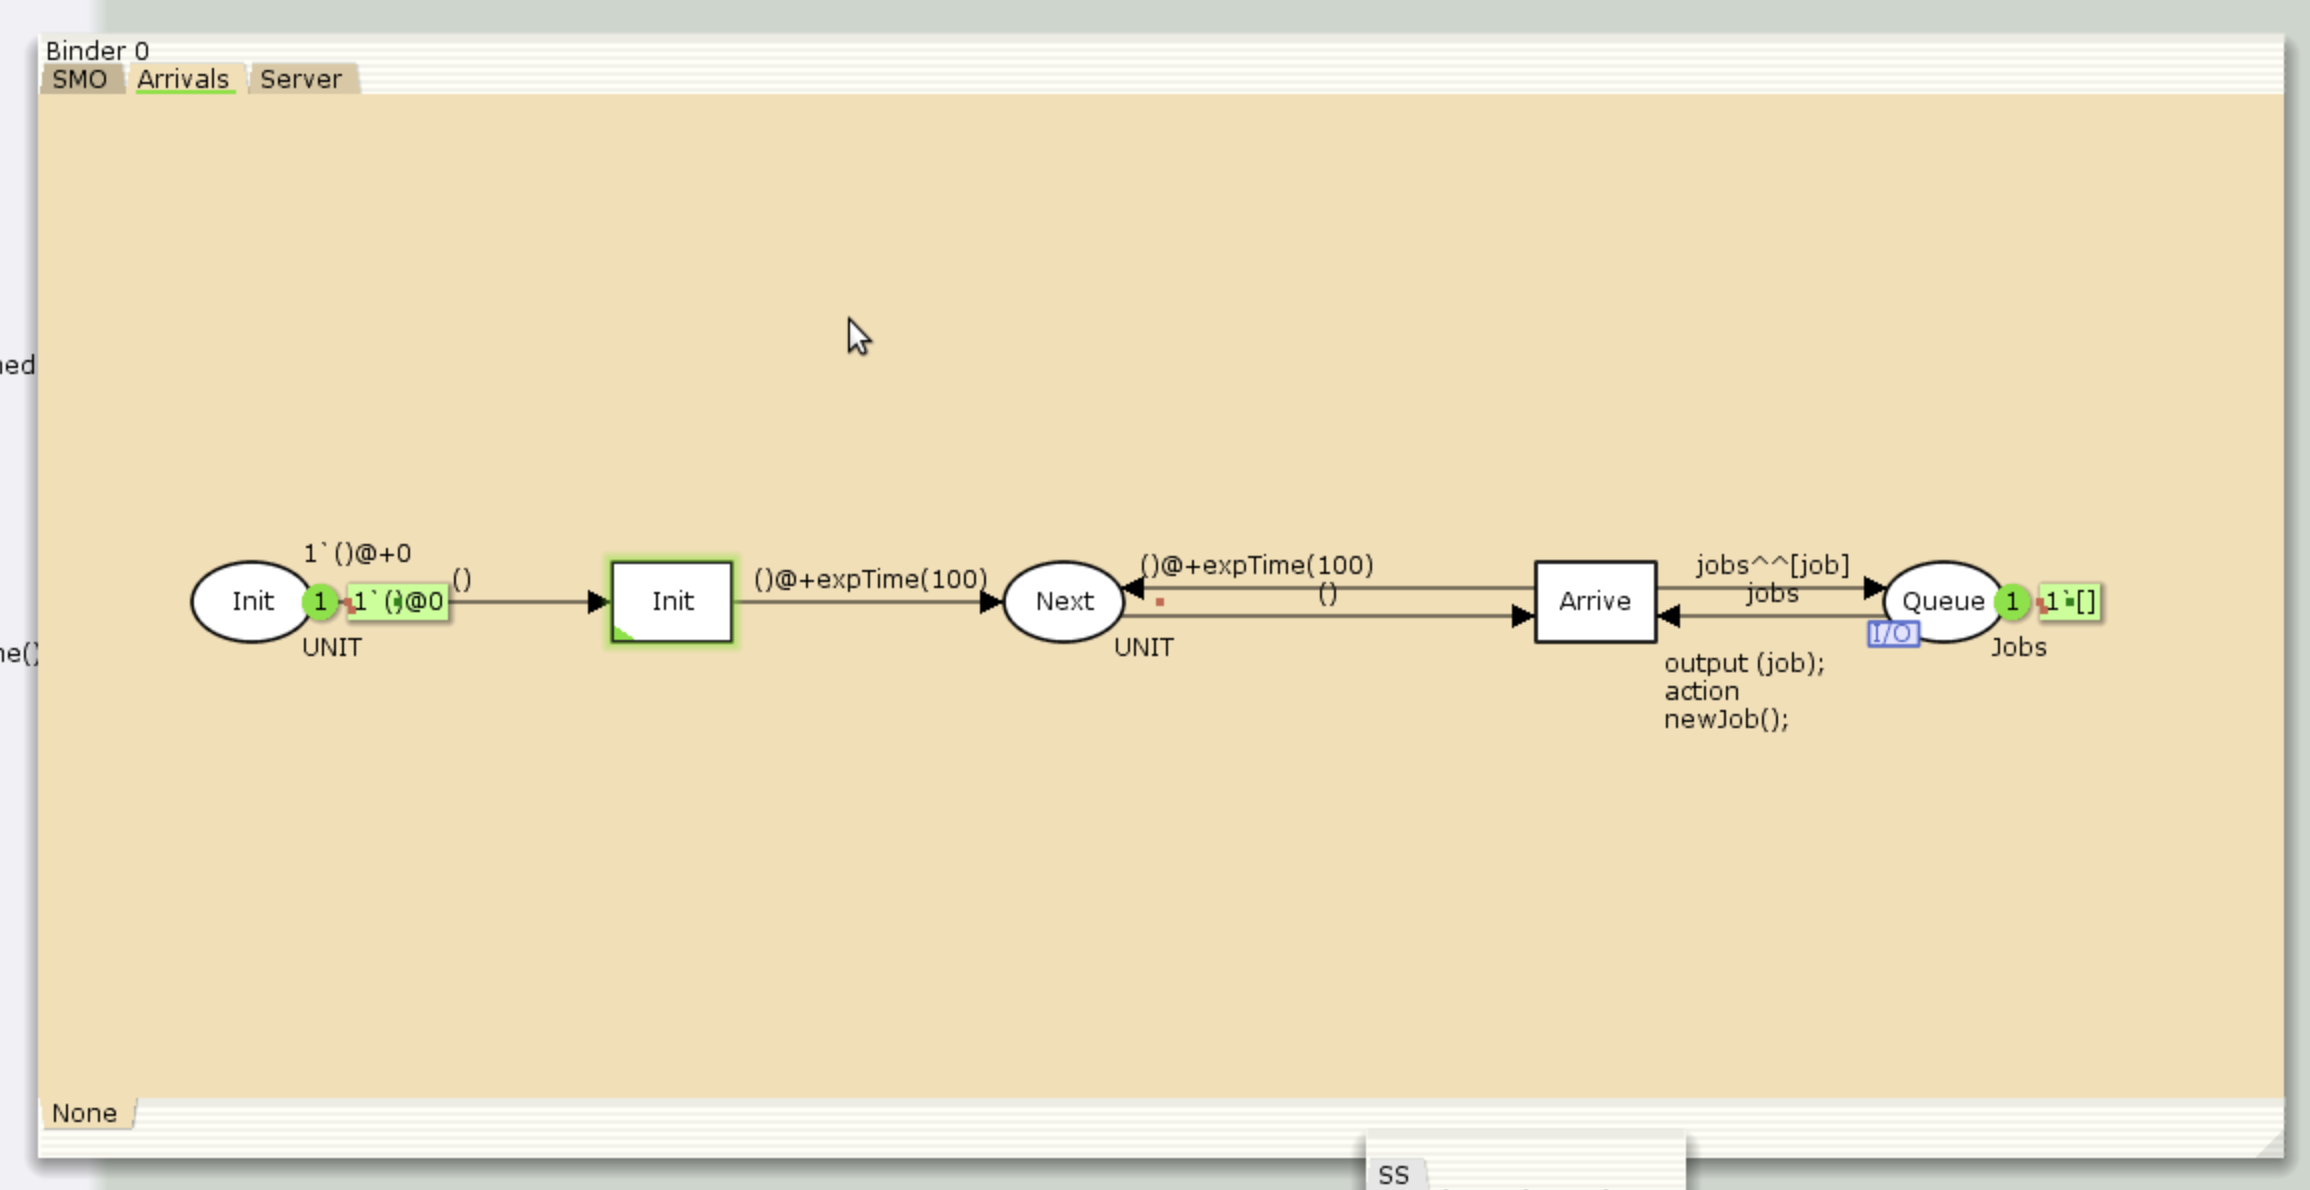 Binder 0
SMO Arrivals Server
ned
1`()@+0
()
()@+expTime(100)
()@+expTime(100)
()
jobs^^[job]
jobs
Init 1 1`()@0 Init Next Arrive Queue 1 1`[]
I/O
UNIT UNIT Jobs
ne()
output (job);
action
newJob();
None
SS